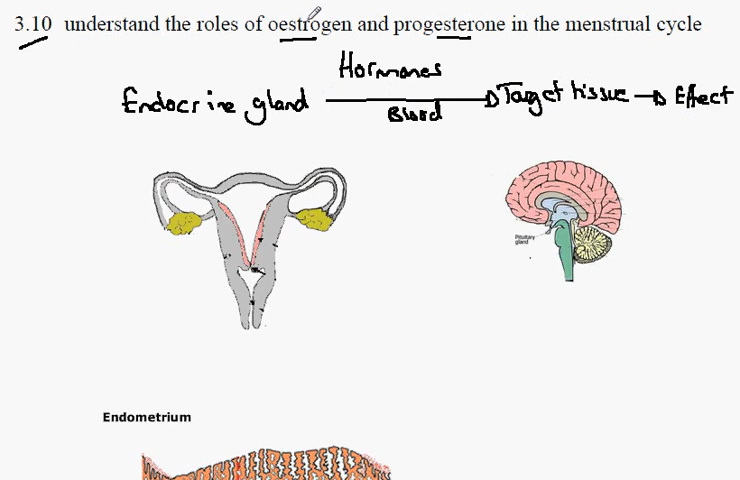 3.10 understand the roles of oestrogen and progesterone in the menstrual cycle
Hormones
Endocrine gland → Target tissue → Effect
Blood
Pituitary
gland
Endometrium